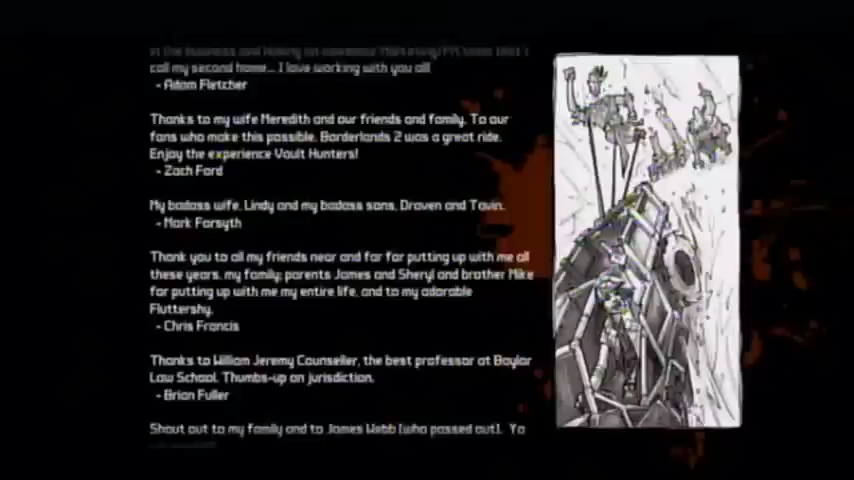 call my second home... I love working with you all
- Adam Fletcher
Thanks to my wife Meredith and our friends and family. To our
fans who make this possible. Borderlands 2 was a great ride.
Enjoy the experience Vault Hunters!
- Zach Ford
My badass wife, Lindy and my badass sons, Draven and Tavin.
- Mark Forsyth
Thank you to all my friends near and far for putting up with me all
these years, my family; parents James and Sheryl and brother Mike
for putting up with me my entire life, and to my adorable
Fluttershy.
- Chris Francis
Thanks to William Jeremy Counseller, the best professor at Baylor
Law School. Thumbs-up on jurisdiction.
- Brian Fuller
Shout out to my family and to James Webb (who passed out). Yo